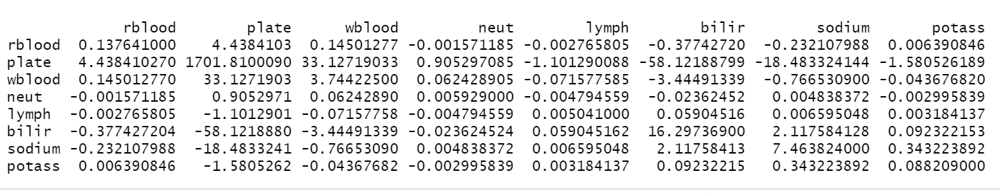 rblood plate wblood neut lymph bilir sodium potass
rblood 0.137641000 4.4384103 0.14501277 -0.001571185 -0.002765805 -0.37742720 -0.232107988 0.006390846
plate 4.438410270 1701.8100090 33.12719033 0.905297085 -1.101290088 -58.12188799 -18.483324144 -1.580526189
wblood 0.145012770 33.1271903 3.74422500 0.062428905 -0.071577585 -3.44491339 -0.766530900 -0.043676820
neut -0.001571185 0.9052971 0.06242890 0.005929000 -0.004794559 -0.02362452 0.004838372 -0.002995839
lymph -0.002765805 -1.1012901 -0.07157758 -0.004794559 0.005041000 0.05904516 0.006595048 0.003184137
bilir -0.377427204 -58.1218880 -3.44491339 -0.023624524 0.059045162 16.29736900 2.117584128 0.092322153
sodium -0.232107988 -18.4833241 -0.76653090 0.004838372 0.006595048 2.11758413 7.463824000 0.343223892
potass 0.006390846 -1.5805262 -0.04367682 -0.002995839 0.003184137 0.09232215 0.343223892 0.088209000